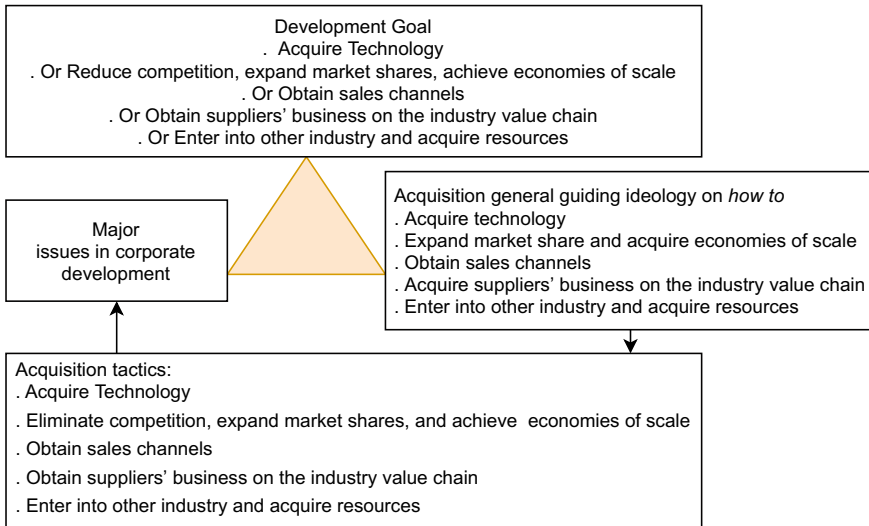 Development Goal
. Acquire Technology
. Or Reduce competition, expand market shares, achieve economies of scale
. Or Obtain sales channels
. Or Obtain suppliers’ business on the industry value chain
. Or Enter into other industry and acquire resources
Major
issues in corporate
development
Acquisition general guiding ideology on how to
. Acquire technology
. Expand market share and acquire economies of scale
. Obtain sales channels
. Acquire suppliers’ business on the industry value chain
. Enter into other industry and acquire resources
Acquisition tactics:
. Acquire Technology
. Eliminate competition, expand market shares, and achieve economies of scale
. Obtain sales channels
. Obtain suppliers’ business on the industry value chain
. Enter into other industry and acquire resources